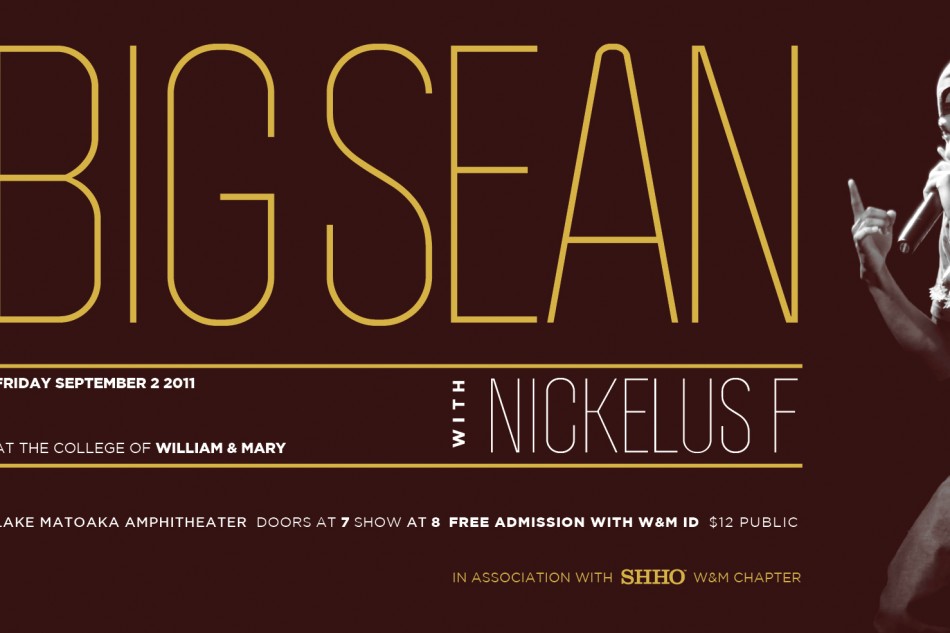 BIG SEAN
FRIDAY SEPTEMBER 2 2011
WITH NICKELUS F
AT THE COLLEGE OF WILLIAM & MARY
LAKE MATOAKA AMPHITHEATER DOORS AT 7 SHOW AT 8 FREE ADMISSION WITH W&M ID $12 PUBLIC
IN ASSOCIATION WITH SHHO W&M CHAPTER